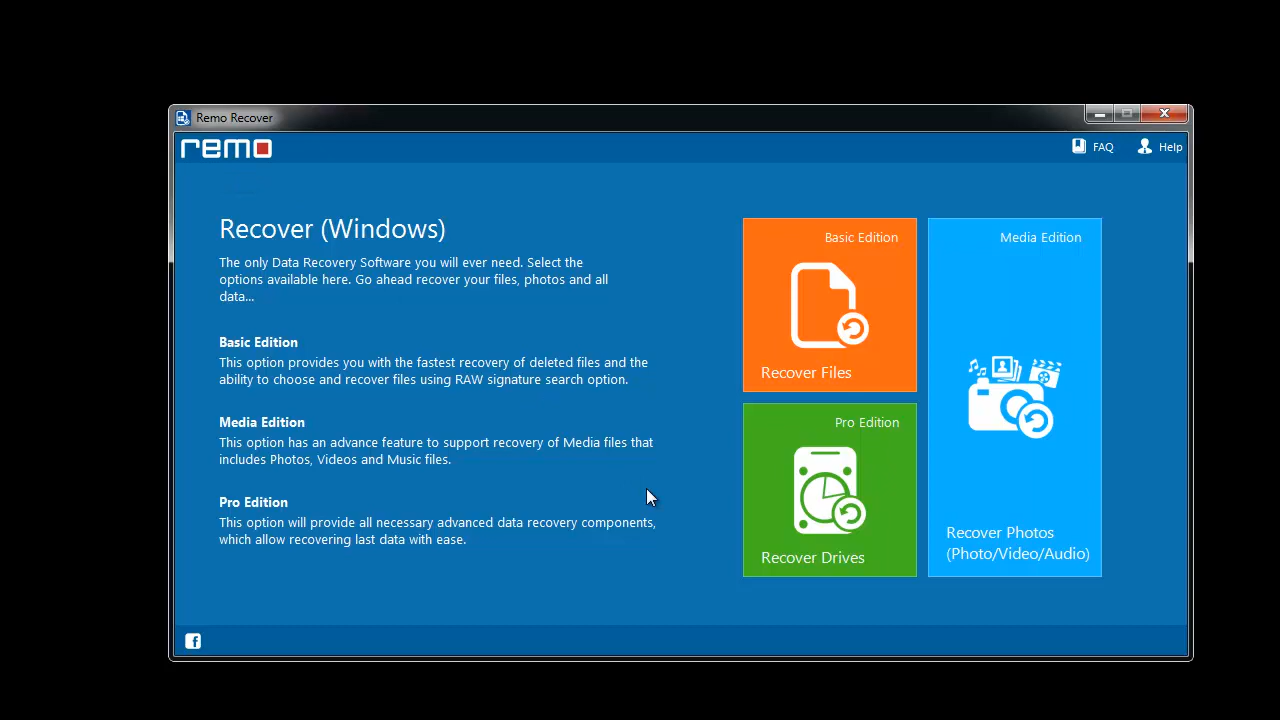 Remo Recover
remo
FAQ
Help
Recover (Windows)
The only Data Recovery Software you will ever need. Select the
options available here. Go ahead recover your files, photos and all
data...
Basic Edition
This option provides you with the fastest recovery of deleted files and the
ability to choose and recover files using RAW signature search option.
Media Edition
This option has an advance feature to support recovery of Media files that
includes Photos, Videos and Music files.
Pro Edition
This option will provide all necessary advanced data recovery components,
which allow recovering last data with ease.
Basic Edition
Recover Files
Pro Edition
Recover Drives
Media Edition
Recover Photos
(Photo/Video/Audio)
f